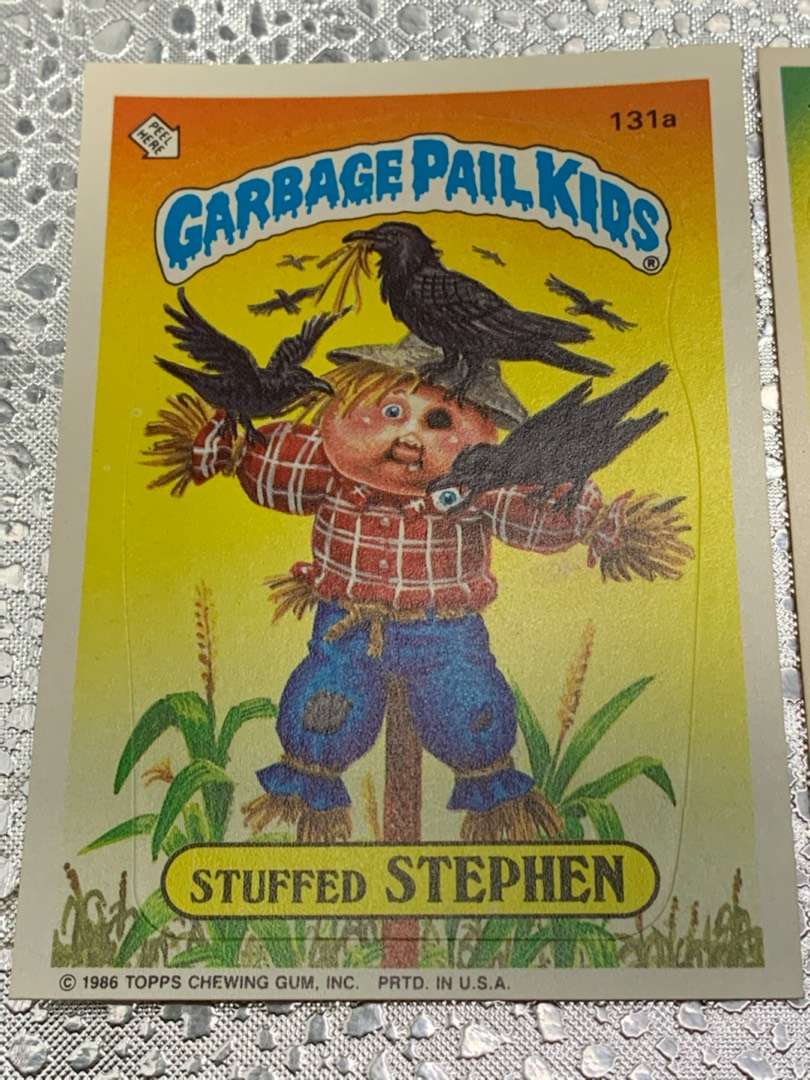 PEEL HERE
131a
GARBAGE PAIL KIDS
®
STUFFED STEPHEN
© 1986 TOPPS CHEWING GUM, INC. PRTD. IN U.S.A.